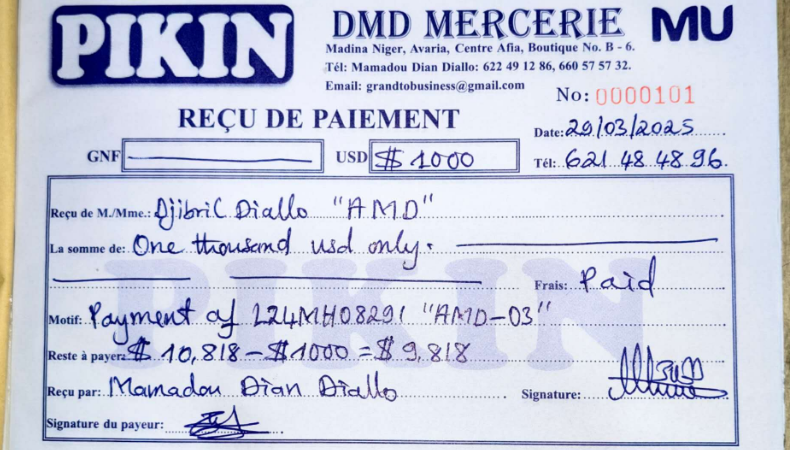 PIKIN
DMD MERCERIE MU
Madina Niger, Avaria, Centre Afia, Boutique No. B - 6.
Tél: Mamadou Dian Diallo: 622 49 12 86, 660 57 57 32.
Email: grandtobusiness@gmail.com
No: 0000101
REÇU DE PAIEMENT
Date: 29/03/2025
GNF USD $ 1000
Tél: 621 48 48 96.
Reçu de M./Mme.: Djibril Diallo "AMD"
La somme de: One thousand usd only.
Frais: Paid
Motif: Payment of L24MH08291 "AMD-03"
Reste à payer: $ 10,818 - $1000 = $ 9,818
Reçu par: Mamadou Dian Diallo
Signature:
Signature du payeur:
PIKIN